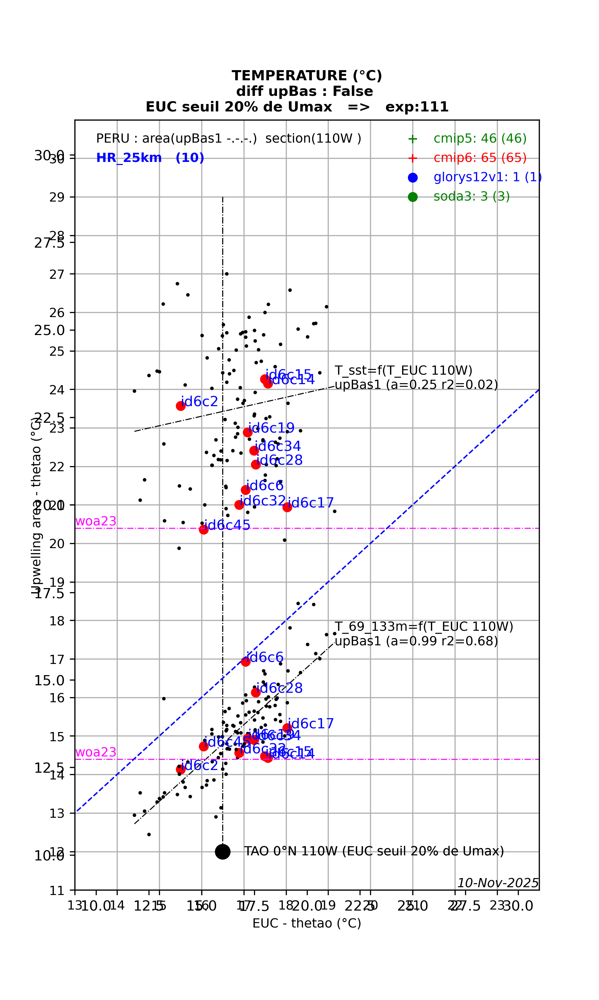 TEMPERATURE (°C)
diff upBas : False
EUC seuil 20% de Umax => exp:111
PERU : area(upBas1 -.-.-.) section(110W )
HR_25km (10)
cmip5: 46 (46)
cmip6: 65 (65)
glorys12v1: 1 (1)
soda3: 3 (3)
30.0
30
29
28
27.5
27
26
25.0
25
24
22.5
23
22
20.0
21
20
19
17.5
18
17
15.0
16
15
12.5
14
13
12
10.0
11
Upwelling area - thetao (°C)
id6c15
id6c14
T_sst=f(T_EUC 110W)
upBas1 (a=0.25 r2=0.02)
id6c2
id6c19
id6c34
id6c28
id6c6
id6c32
id6c17
woa23
id6c45
T_69_133m=f(T_EUC 110W)
upBas1 (a=0.99 r2=0.68)
id6c6
id6c28
id6c17
id6c19
id6c34
id6c45
id6c32
id6c15
id6c14
woa23
id6c2
TAO 0°N 110W (EUC seuil 20% de Umax)
10-Nov-2025
13 14 15 16 17 18 19 20 21 22 23
10.0 12.5 15.0 17.5 20.0 22.5 25.0 27.5 30.0
EUC - thetao (°C)